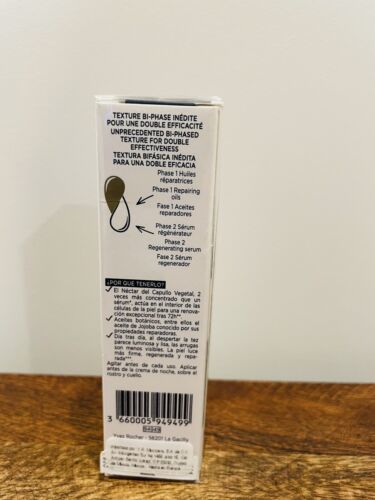 TEXTURE BI-PHASE INÉDITE
POUR UNE DOUBLE EFFICACITÉ
UNPRECEDENTED BI-PHASED
TEXTURE FOR DOUBLE
EFFECTIVENESS
TEXTURA BIFÁSICA INÉDITA
PARA UNA DOBLE EFICACIA
Phase 1 Huiles
réparatrices
Phase 1 Repairing
oils
Fase 1 Aceites
reparadores
Phase 2 Sérum
régénérateur
Phase 2
Regenerating serum
Fase 2 Sérum
regenerador
¿POR QUÉ TENERLO?
✓ El Néctar del Capullo Vegetal, 2
veces más concentrado que un
sérum*, actúa en el interior de las
células de la piel para una renova-
ción excepcional tras 72h**.
✓ Aceites botánicos, entre ellos el
aceite de Jojoba conocido por sus
propiedades reparadoras.
✓ Día tras día, al despertar la tez
parece luminosa y lisa, las arrugas
son menos visibles. La piel luce
más firme, regenerada y repa-
rada***.
Agitar antes de cada uso. Aplicar
antes de la crema de noche, sobre el
rostro y cuello.
3 660005 949499
94949
Yves Rocher - 56201 La Gacilly